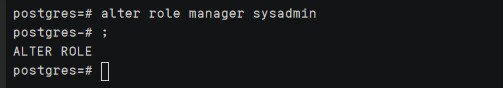 postgres=# alter role manager sysadmin
postgres-# ;
ALTER ROLE
postgres=#